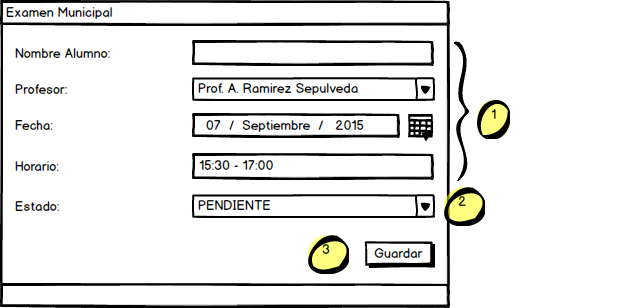 Examen Municipal
Nombre Alumno:
Profesor: Prof. A. Ramirez Sepulveda
Fecha: 07 / Septiembre / 2015
1
Horario: 15:30 - 17:00
Estado: PENDIENTE
2
3
Guardar